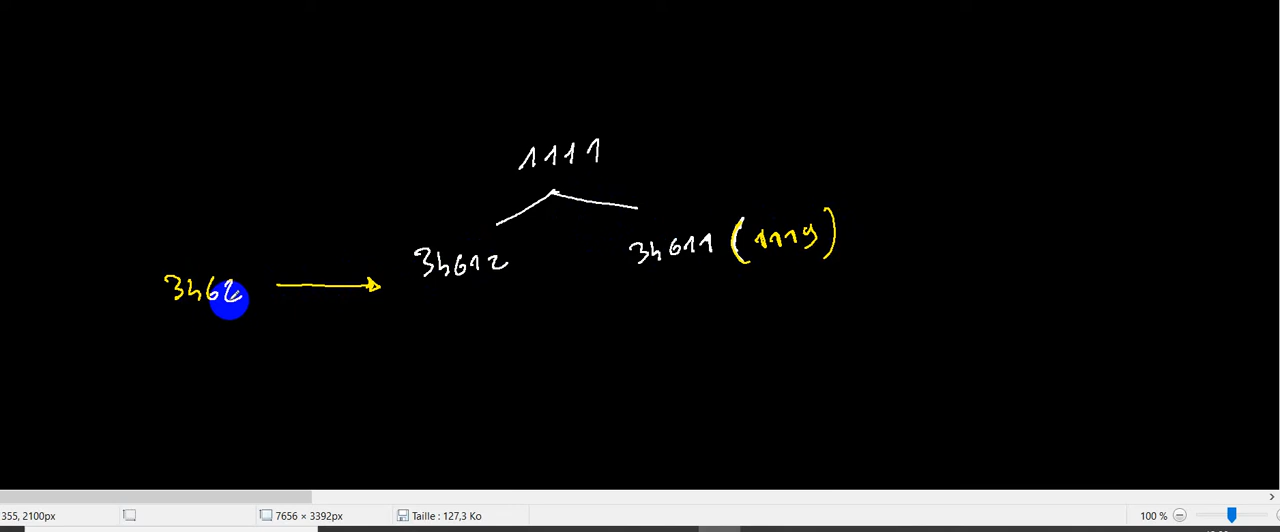 1111
34612
34611 (1119)
3462
355, 2100px
7656 × 3392px
Taille : 127,3 Ko
100 %